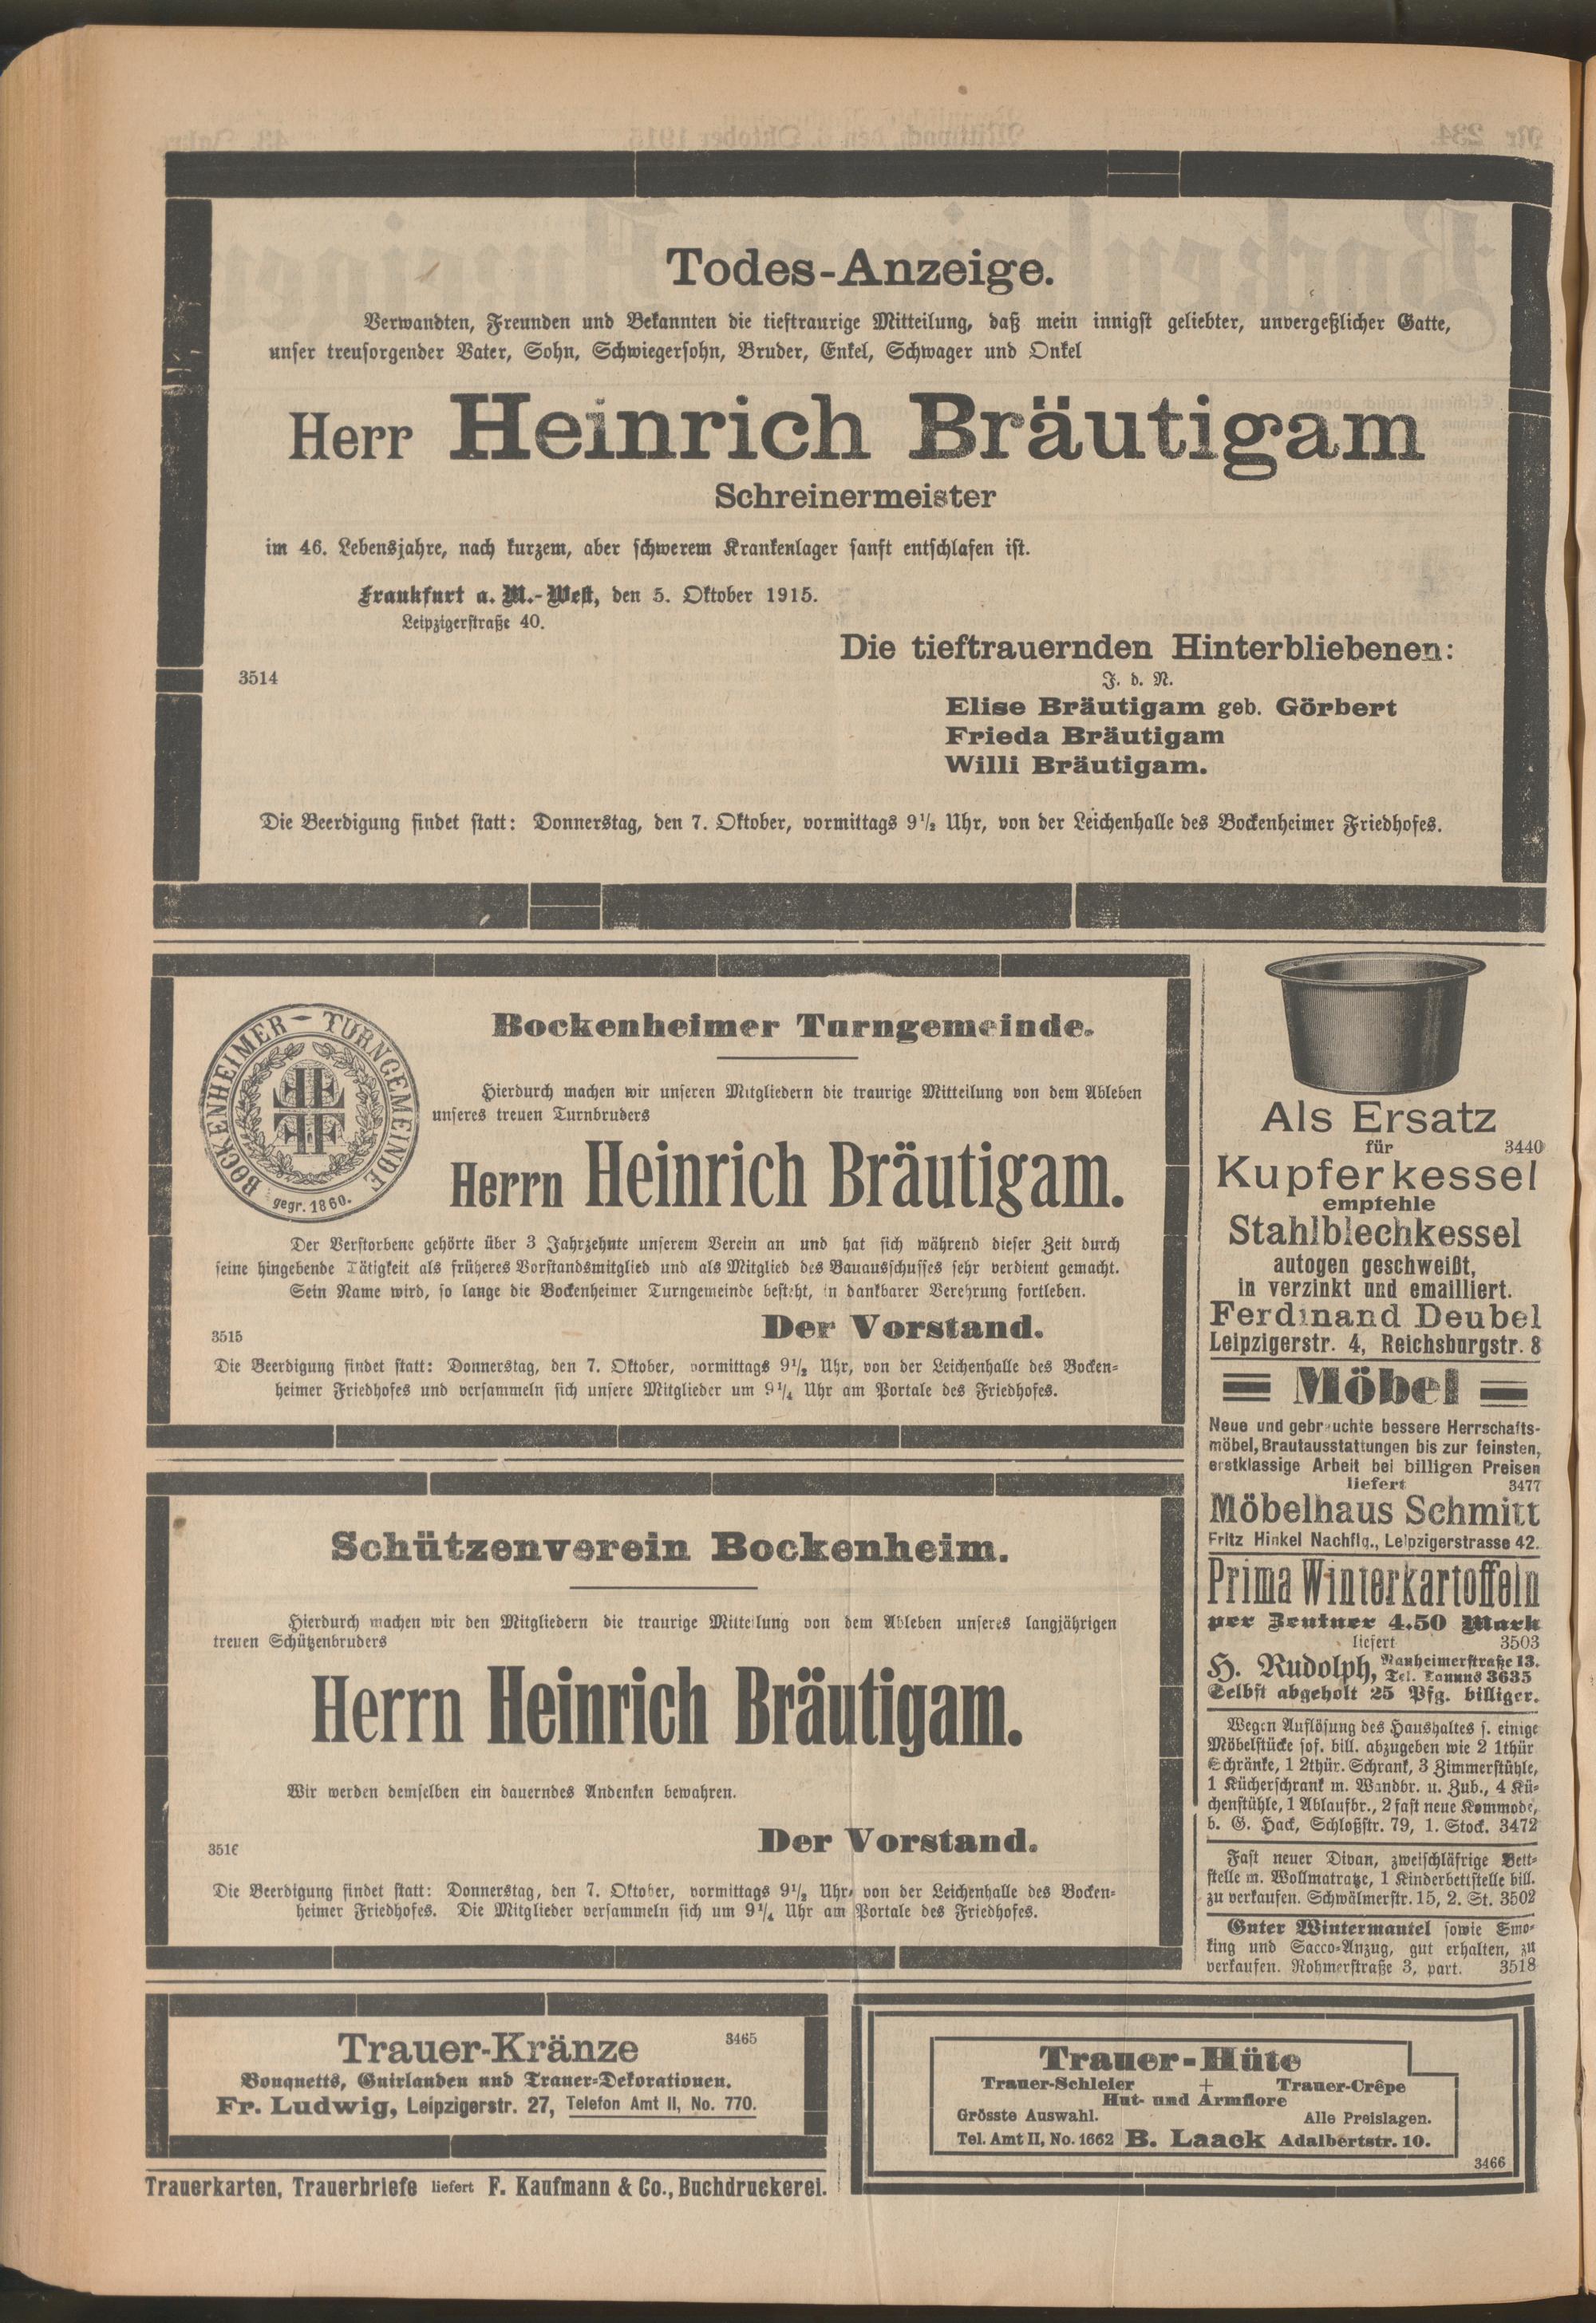 Todes-Anzeige.
Verwandten, Freunden und Bekannten die tieftraurige Mitteilung, daß mein innigst geliebter, unvergeßlicher Gatte,
unser treusorgender Vater, Sohn, Schwiegersohn, Bruder, Enkel, Schwager und Onkel
Herr Heinrich Bräutigam
Schreinermeister
im 46. Lebensjahre, nach kurzem, aber schwerem Krankenlager sanft entschlafen ist.
Frankfurt a. M.-West, den 5. Oktober 1915.
Leipzigerstraße 40.
Die tieftrauernden Hinterbliebenen:
3514
J. d. N.
Elise Bräutigam geb. Görbert
Frieda Bräutigam
Willi Bräutigam.
Die Beerdigung findet statt: Donnerstag, den 7. Oktober, vormittags 9½ Uhr, von der Leichenhalle des Bockenheimer Friedhofes.
BOCKENHEIMER - TURNGEMEINDE
gegr. 1860.
Bockenheimer Turngemeinde.
Hierdurch machen wir unseren Mitgliedern die traurige Mitteilung von dem Ableben
unseres treuen Turnbruders
Herrn Heinrich Bräutigam.
Der Verstorbene gehörte über 3 Jahrzehnte unserem Verein an und hat sich während dieser Zeit durch
seine hingebende Tätigkeit als früheres Vorstandsmitglied und als Mitglied des Bauausschusses sehr verdient gemacht.
Sein Name wird, so lange die Bockenheimer Turngemeinde besteht, in dankbarer Verehrung fortleben.
3515
Der Vorstand.
Die Beerdigung findet statt: Donnerstag, den 7. Oktober, vormittags 9½ Uhr, von der Leichenhalle des Bocken-
heimer Friedhofes und versammeln sich unsere Mitglieder um 9¼ Uhr am Portale des Friedhofes.
Schützenverein Bockenheim.
Hierdurch machen wir den Mitgliedern die traurige Mitteilung von dem Ableben unseres langjährigen
treuen Schützenbruders
Herrn Heinrich Bräutigam.
Wir werden demselben ein dauerndes Andenken bewahren.
3516
Der Vorstand.
Die Beerdigung findet statt: Donnerstag, den 7. Oktober, vormittags 9½ Uhr, von der Leichenhalle des Bocken-
heimer Friedhofes. Die Mitglieder versammeln sich um 9¼ Uhr am Portale des Friedhofes.
Als Ersatz
für 3440
Kupferkessel
empfehle
Stahlblechkessel
autogen geschweißt,
in verzinkt und emailliert.
Ferdinand Deubel
Leipzigerstr. 4, Reichsburgstr. 8
Möbel
Neue und gebrauchte bessere Herrschafts-
möbel, Brautausstattungen bis zur feinsten,
erstklassige Arbeit bei billigen Preisen
liefert 3477
Möbelhaus Schmitt
Fritz Hinkel Nachflg., Leipzigerstrasse 42.
Prima Winterkartoffeln
per Zentner 4.50 Mark
liefert 3503
H. Rudolph, Nauheimerstraße 13.
Tel. Taunus 3635
Selbst abgeholt 25 Pfg. billiger.
Wegen Auflösung des Haushaltes s. einige
Möbelstücke sof. bill. abzugeben wie 2 1thür
Schränke, 1 2thür. Schrank, 3 Zimmerstühle,
1 Kücherschrank m. Wandbr. u. Zub., 4 Kü-
chenstühle, 1 Ablaufbr., 2 fast neue Kommode,
b. G. Hack, Schloßstr. 79, 1. Stock. 3472
Fast neuer Divan, zweischläfrige Bett-
stelle m. Wollmatratze, 1 Kinderbettstelle bill.
zu verkaufen. Schwälmerstr. 15, 2. St. 3502
Guter Wintermantel sowie Smo-
king und Sacco-Anzug, gut erhalten, zu
verkaufen. Rohmerstraße 3, part. 3518
Trauer-Kränze 3465
Bouquetts, Guirlanden und Trauer-Dekorationen.
Fr. Ludwig, Leipzigerstr. 27, Telefon Amt II, No. 770.
Trauerkarten, Trauerbriefe liefert F. Kaufmann & Co., Buchdruckerei.
Trauer-Hüte
Trauer-Schleier + Trauer-Crêpe
Hut- und Armflore
Grösste Auswahl. Alle Preislagen.
Tel. Amt II, No. 1662 B. Laack Adalbertstr. 10.
3466